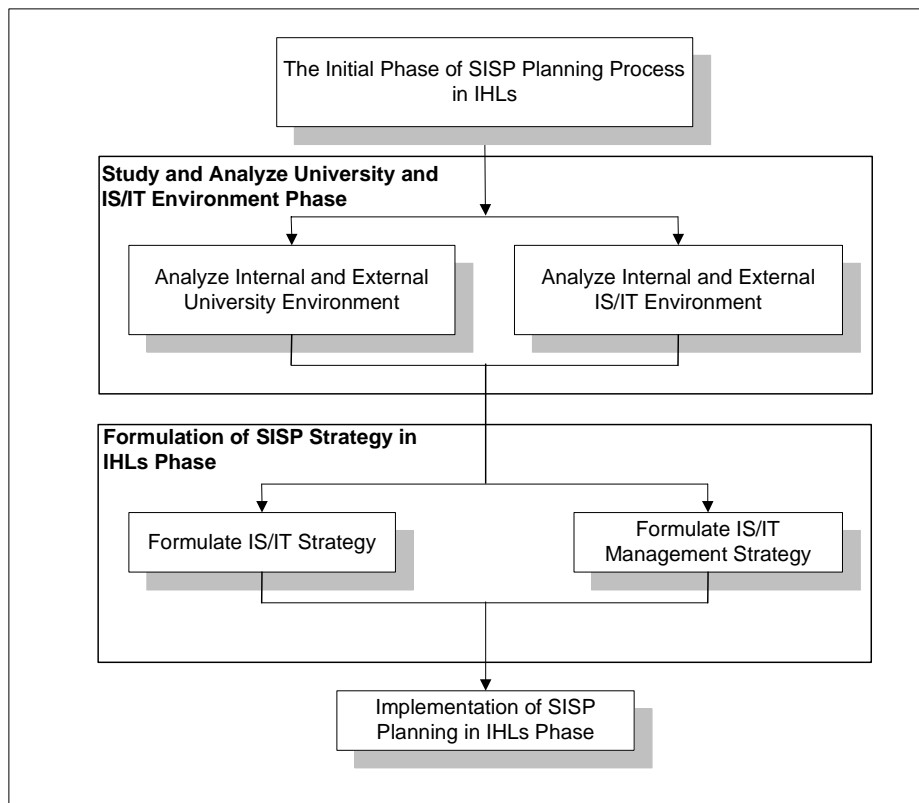 The Initial Phase of SISP Planning Process
in IHLs
Study and Analyze University and
IS/IT Environment Phase
Analyze Internal and External
University Environment
Analyze Internal and External
IS/IT Environment
Formulation of SISP Strategy in
IHLs Phase
Formulate IS/IT Strategy
Formulate IS/IT
Management Strategy
Implementation of SISP
Planning in IHLs Phase